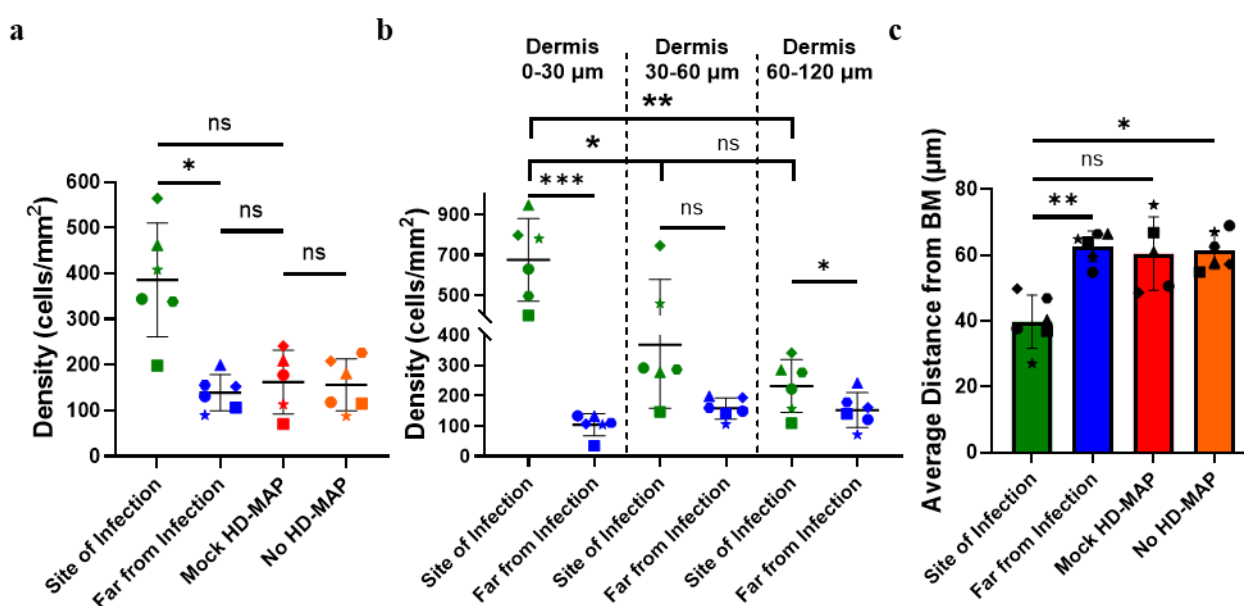 a
ns
*
ns
ns
Density (cells/mm²)
600
500
400
300
200
100
0
Site of Infection
Far from Infection
Mock HD-MAP
No HD-MAP
b
Dermis
0-30 µm
Dermis
30-60 µm
Dermis
60-120 µm
**
*
ns
***
ns
*
Density (cells/mm²)
900
700
500
300
200
100
0
Site of Infection
Far from Infection
Site of Infection
Far from Infection
Site of Infection
Far from Infection
c
*
ns
**
Average Distance from BM (µm)
80
60
40
20
0
Site of Infection
Far from Infection
Mock HD-MAP
No HD-MAP